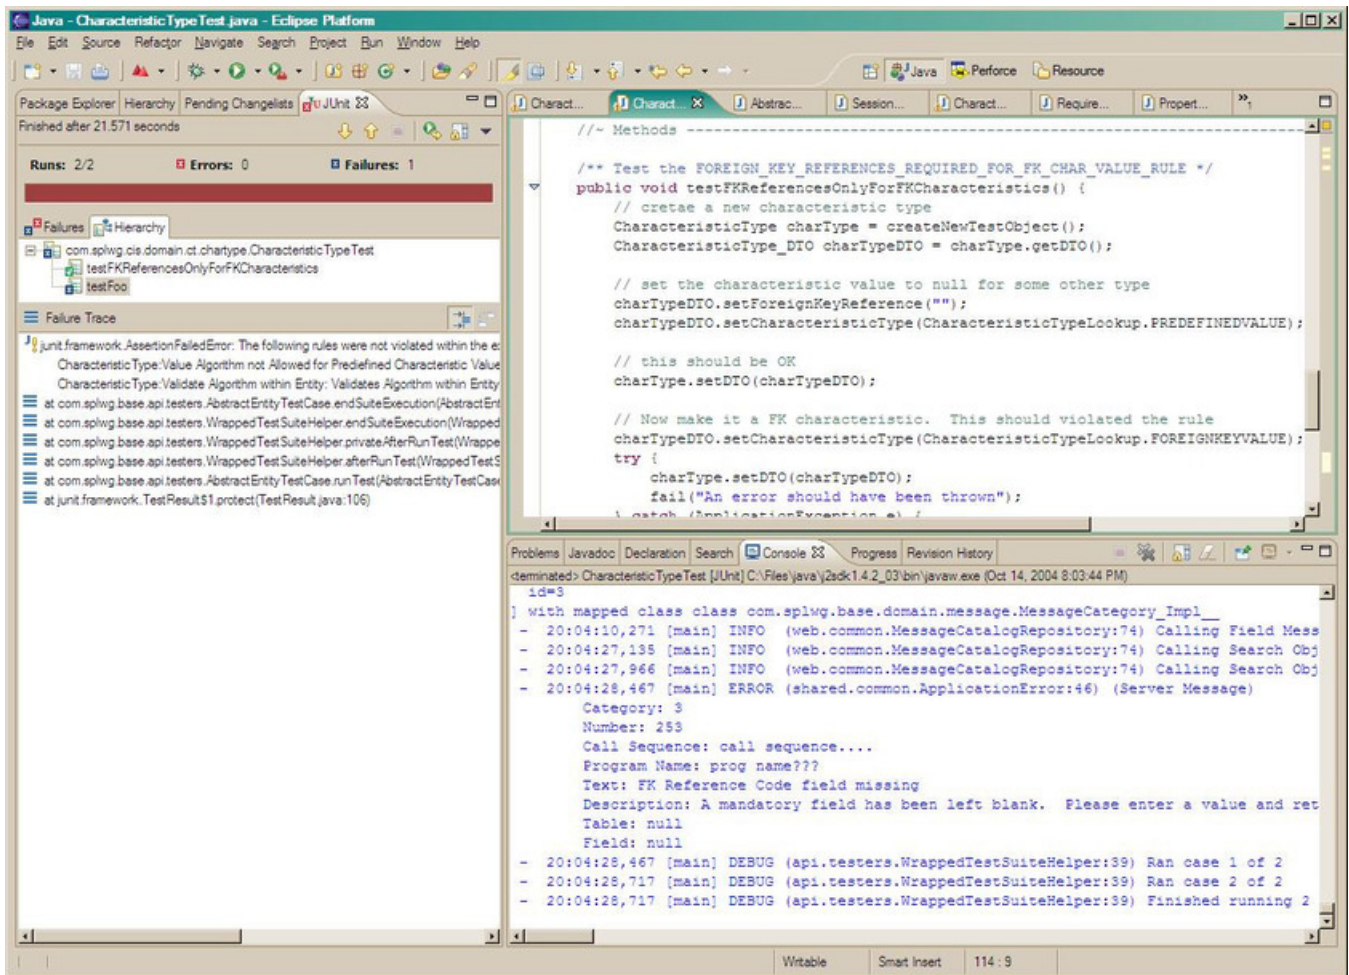 Java - CharacteristicTypeTest.java - Eclipse Platform
File Edit Source Refactor Navigate Search Project Run Window Help
Java Perforce Resource
Package Explorer Hierarchy Pending Changelists JUnit
Finished after 21.571 seconds
Runs: 2/2 Errors: 0 Failures: 1
Failures Hierarchy
com.splwg.cis.domain.ct.chartype.CharacteristicTypeTest
testFKReferencesOnlyForFKCharacteristics
testFoo
Failure Trace
junit.framework.AssertionFailedError: The following rules were not violated within the e
CharacteristicType:Value Algorithm not Allowed for Predefined Characteristic Value
CharacteristicType:Validate Algorithm within Entity: Validates Algorithm within Entity
at com.splwg.base.api.testers.AbstractEntityTestCase.endSuiteExecution(AbstractEnt
at com.splwg.base.api.testers.WrappedTestSuiteHelper.endSuiteExecution(Wrapped
at com.splwg.base.api.testers.WrappedTestSuiteHelper.privateAfterRunTest(Wrappe
at com.splwg.base.api.testers.WrappedTestSuiteHelper.afterRunTest(WrappedTestS
at com.splwg.base.api.testers.AbstractEntityTestCase.runTest(AbstractEntityTestCase
at junit.framework.TestResult$1.protect(TestResult.java:106)
Charact... Charact... Abstrac... Session... Charact... Require... Propert... »1
//~ Methods ----------------------------------------------------------------------
/** Test the FOREIGN_KEY_REFERENCES_REQUIRED_FOR_FK_CHAR_VALUE_RULE */
public void testFKReferencesOnlyForFKCharacteristics() {
// cretae a new characteristic type
CharacteristicType charType = createNewTestObject();
CharacteristicType_DTO charTypeDTO = charType.getDTO();
// set the characteristic value to null for some other type
charTypeDTO.setForeignKeyReference("");
charTypeDTO.setCharacteristicType(CharacteristicTypeLookup.PREDEFINEDVALUE);
// this should be OK
charType.setDTO(charTypeDTO);
// Now make it a FK characteristic. This should violated the rule
charTypeDTO.setCharacteristicType(CharacteristicTypeLookup.FOREIGNKEYVALUE);
try {
charType.setDTO(charTypeDTO);
fail("An error should have been thrown");
} catch (ApplicationException e) {
Problems Javadoc Declaration Search Console Progress Revision History
<terminated> CharacteristicTypeTest [JUnit] C:\Files\java\j2sdk1.4.2_03\bin\javaw.exe (Oct 14, 2004 8:03:44 PM)
id=3
] with mapped class class com.splwg.base.domain.message.MessageCategory_Impl__
- 20:04:10,271 [main] INFO (web.common.MessageCatalogRepository:74) Calling Field Mess
- 20:04:27,135 [main] INFO (web.common.MessageCatalogRepository:74) Calling Search Obj
- 20:04:27,966 [main] INFO (web.common.MessageCatalogRepository:74) Calling Search Obj
- 20:04:28,467 [main] ERROR (shared.common.ApplicationError:46) (Server Message)
Category: 3
Number: 253
Call Sequence: call sequence....
Program Name: prog name???
Text: FK Reference Code field missing
Description: A mandatory field has been left blank. Please enter a value and ret
Table: null
Field: null
- 20:04:28,467 [main] DEBUG (api.testers.WrappedTestSuiteHelper:39) Ran case 1 of 2
- 20:04:28,717 [main] DEBUG (api.testers.WrappedTestSuiteHelper:39) Ran case 2 of 2
- 20:04:28,717 [main] DEBUG (api.testers.WrappedTestSuiteHelper:39) Finished running 2
Writable Smart Insert 114 : 9